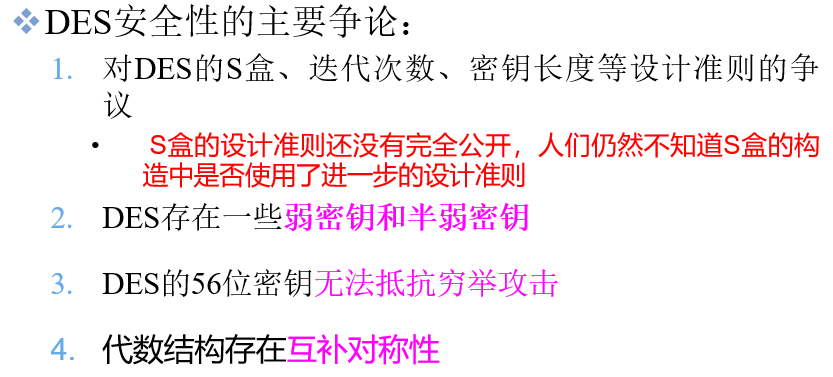 ❖DES安全性的主要争论：
1. 对DES的S盒、迭代次数、密钥长度等设计准则的争
议
• S盒的设计准则还没有完全公开，人们仍然不知道S盒的构
造中是否使用了进一步的设计准则
2. DES存在一些弱密钥和半弱密钥
3. DES的56位密钥无法抵抗穷举攻击
4. 代数结构存在互补对称性